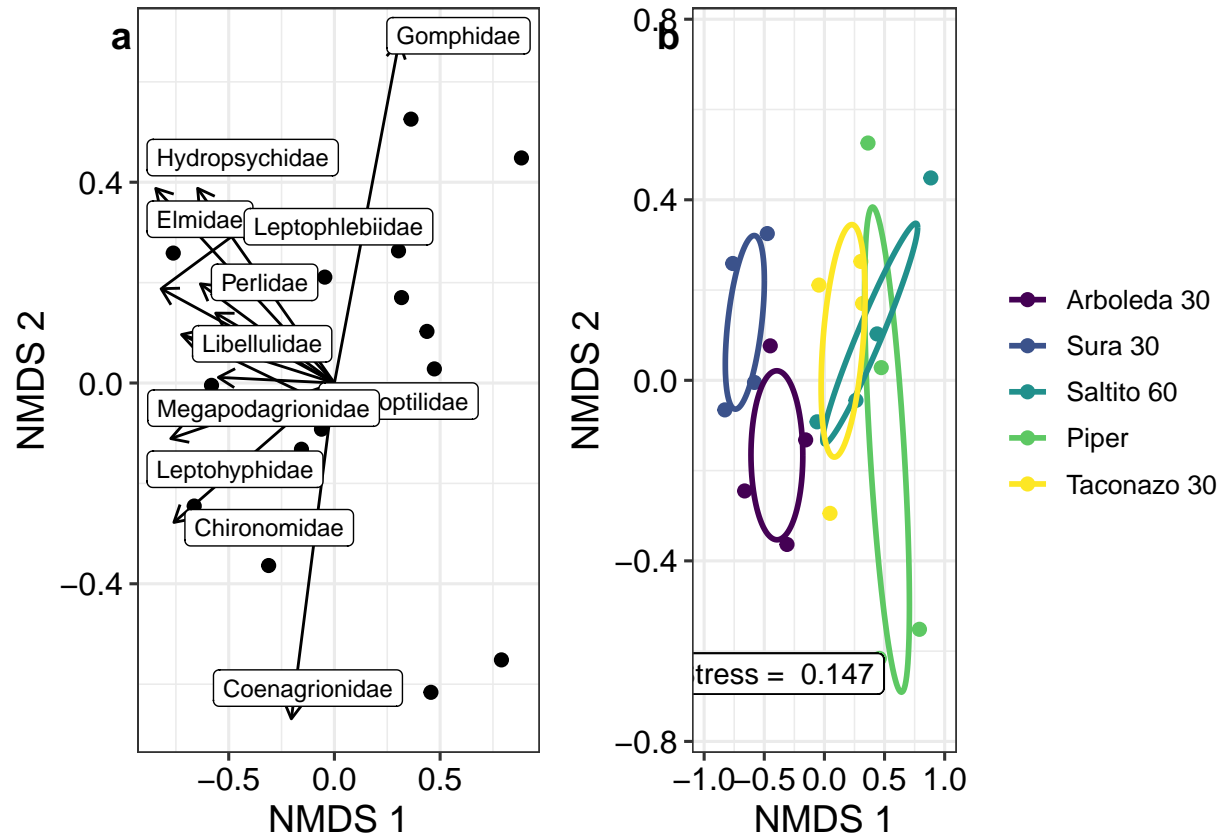 a
Gomphidae
Hydropsychidae
Elmidae
Leptophlebiidae
Perlidae
Libellulidae
Megapodagrionidae
optilidae
Leptohyphidae
Chironomidae
Coenagrionidae
0.4
0.0
−0.4
−0.5
0.0
0.5
NMDS 1
NMDS 2
b
0.8
0.4
0.0
−0.4
−0.8
−1.0
−0.5
0.0
0.5
1.0
NMDS 1
NMDS 2
tress = 0.147
Arboleda 30
Sura 30
Saltito 60
Piper
Taconazo 30